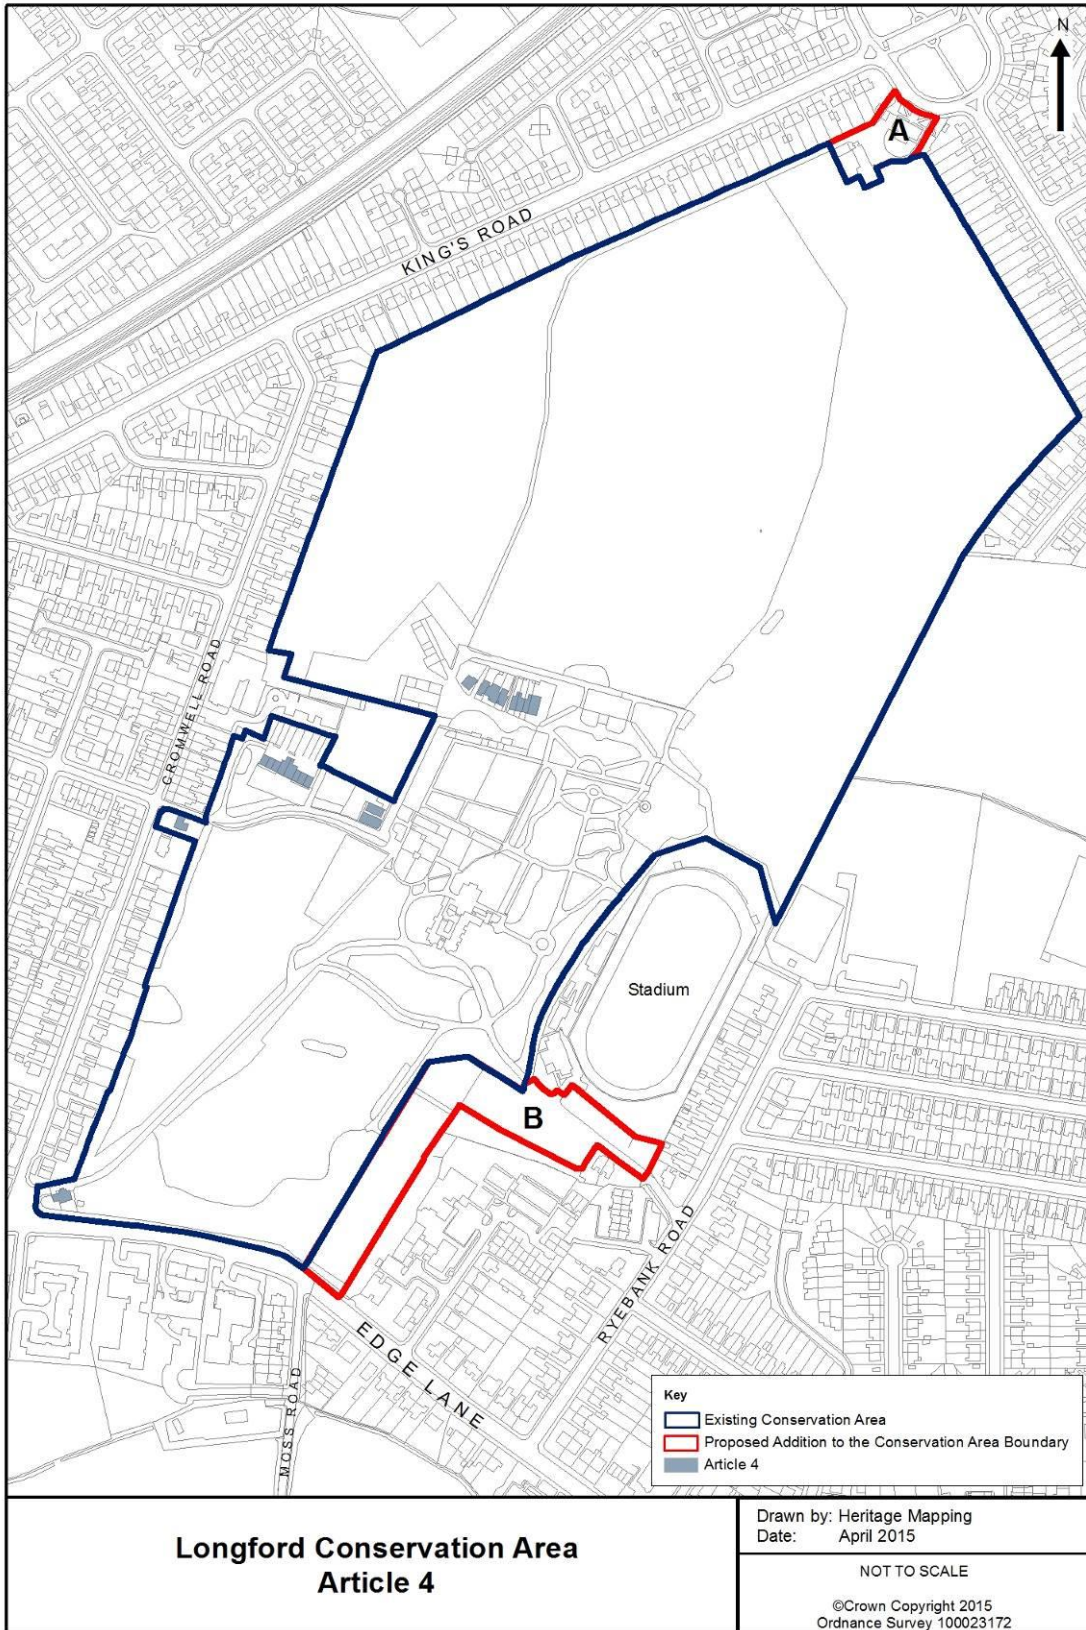 N
A
KING'S ROAD
CROMWELL ROAD
Stadium
B
RYEBANK ROAD
EDGE LANE
MOSS ROAD
Key
Existing Conservation Area
Proposed Addition to the Conservation Area Boundary
Article 4
Longford Conservation Area
Article 4
Drawn by: Heritage Mapping
Date: April 2015
NOT TO SCALE
©Crown Copyright 2015
Ordnance Survey 100023172